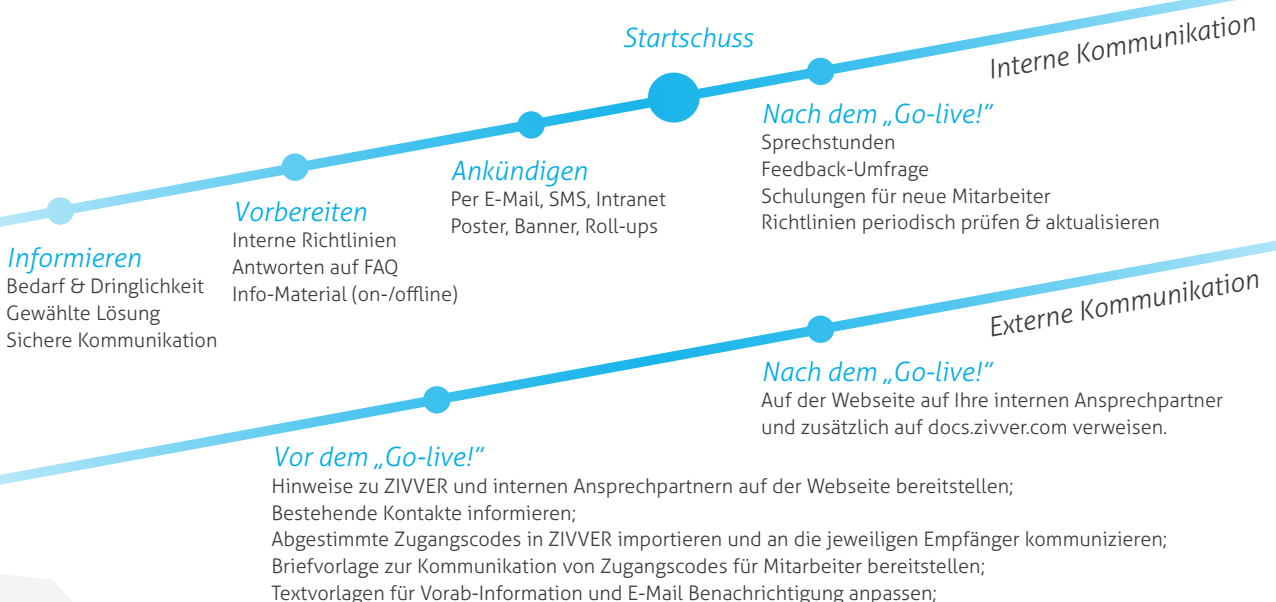 Startschuss
Interne Kommunikation
Nach dem „Go-live!“
Sprechstunden
Feedback-Umfrage
Schulungen für neue Mitarbeiter
Richtlinien periodisch prüfen & aktualisieren
Ankündigen
Per E-Mail, SMS, Intranet
Poster, Banner, Roll-ups
Vorbereiten
Interne Richtlinien
Antworten auf FAQ
Info-Material (on-/offline)
Informieren
Bedarf & Dringlichkeit
Gewählte Lösung
Sichere Kommunikation
Externe Kommunikation
Nach dem „Go-live!“
Auf der Webseite auf Ihre internen Ansprechpartner
und zusätzlich auf docs.zivver.com verweisen.
Vor dem „Go-live!“
Hinweise zu ZIVVER und internen Ansprechpartnern auf der Webseite bereitstellen;
Bestehende Kontakte informieren;
Abgestimmte Zugangscodes in ZIVVER importieren und an die jeweiligen Empfänger kommunizieren;
Briefvorlage zur Kommunikation von Zugangscodes für Mitarbeiter bereitstellen;
Textvorlagen für Vorab-Information und E-Mail Benachrichtigung anpassen;